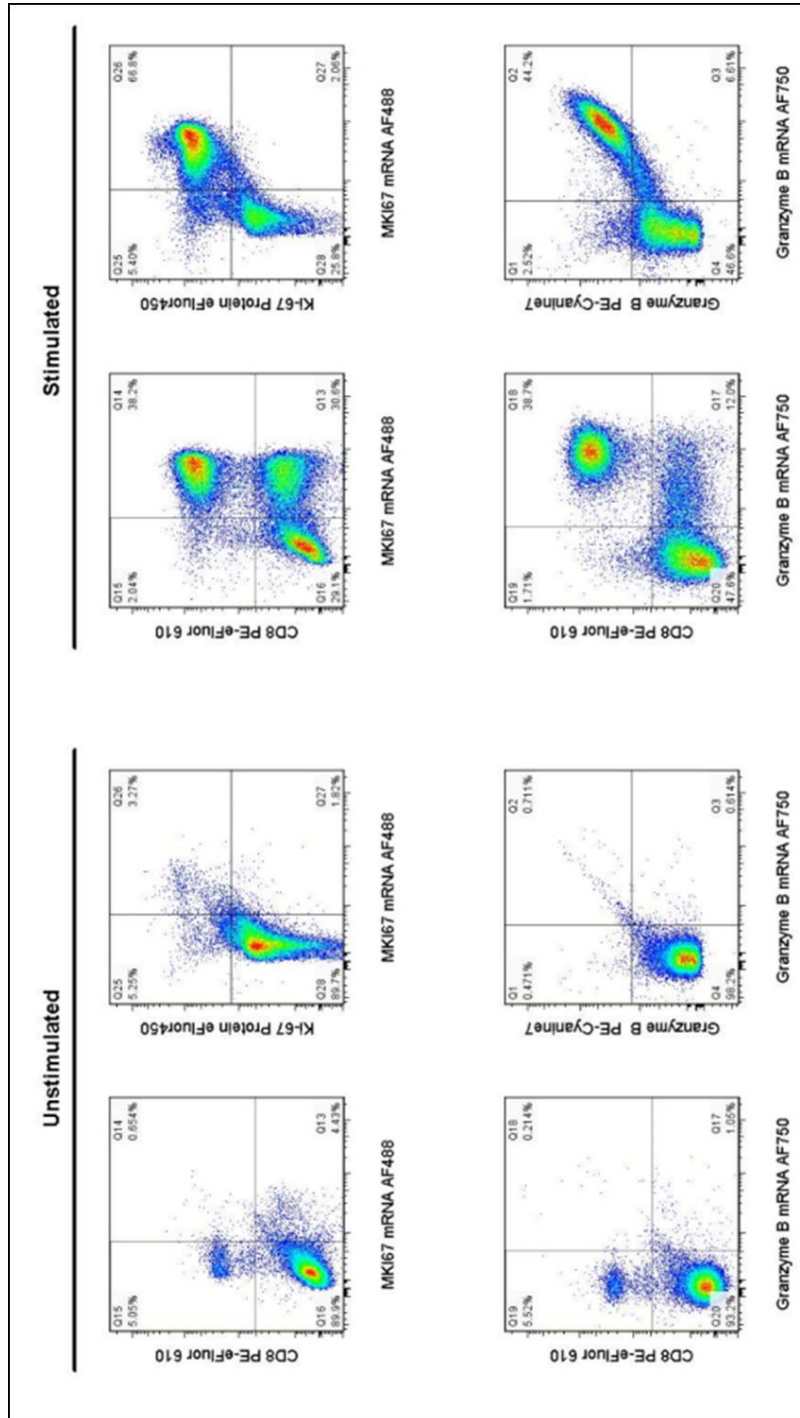 Unstimulated
Stimulated
Q15
5.05%
Q14
0.654%
Q16
89.9%
Q13
4.43%
CD8 PE-eFluor 610
MKI67 mRNA AF488
Q25
5.25%
Q26
3.27%
Q28
89.7%
Q27
1.82%
Ki-67 Protein eFluor450
MKI67 mRNA AF488
Q15
2.04%
Q14
38.2%
Q16
29.1%
Q13
30.6%
CD8 PE-eFluor 610
MKI67 mRNA AF488
Q25
5.40%
Q26
66.8%
Q28
25.8%
Q27
2.06%
Ki-67 Protein eFluor450
MKI67 mRNA AF488
Q19
5.52%
Q18
0.214%
Q20
93.2%
Q17
1.05%
CD8 PE-eFluor 610
Granzyme B mRNA AF750
Q1
0.471%
Q2
0.711%
Q4
98.2%
Q3
0.614%
Granzyme B PE-Cyanine7
Granzyme B mRNA AF750
Q19
1.71%
Q18
38.7%
Q20
47.6%
Q17
12.0%
CD8 PE-eFluor 610
Granzyme B mRNA AF750
Q1
2.52%
Q2
44.2%
Q4
46.6%
Q3
6.61%
Granzyme B PE-Cyanine7
Granzyme B mRNA AF750